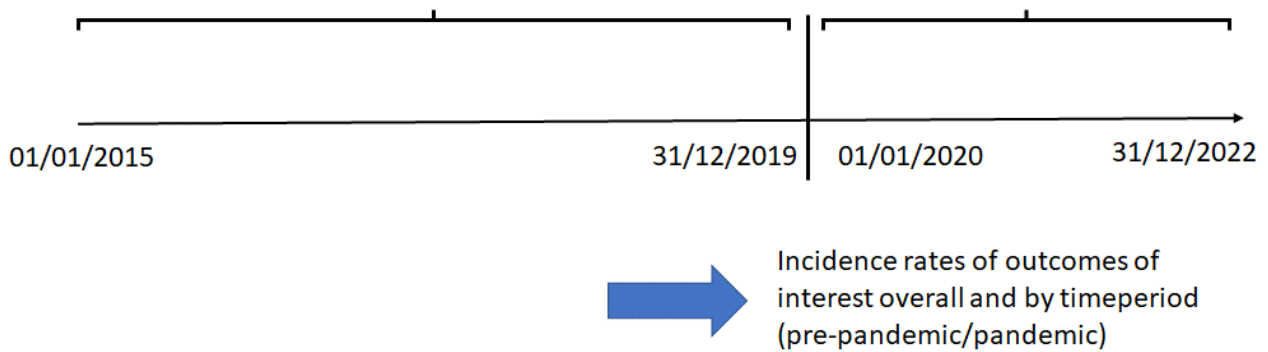 01/01/2015
31/12/2019
01/01/2020
31/12/2022
Incidence rates of outcomes of
interest overall and by timeperiod
(pre-pandemic/pandemic)